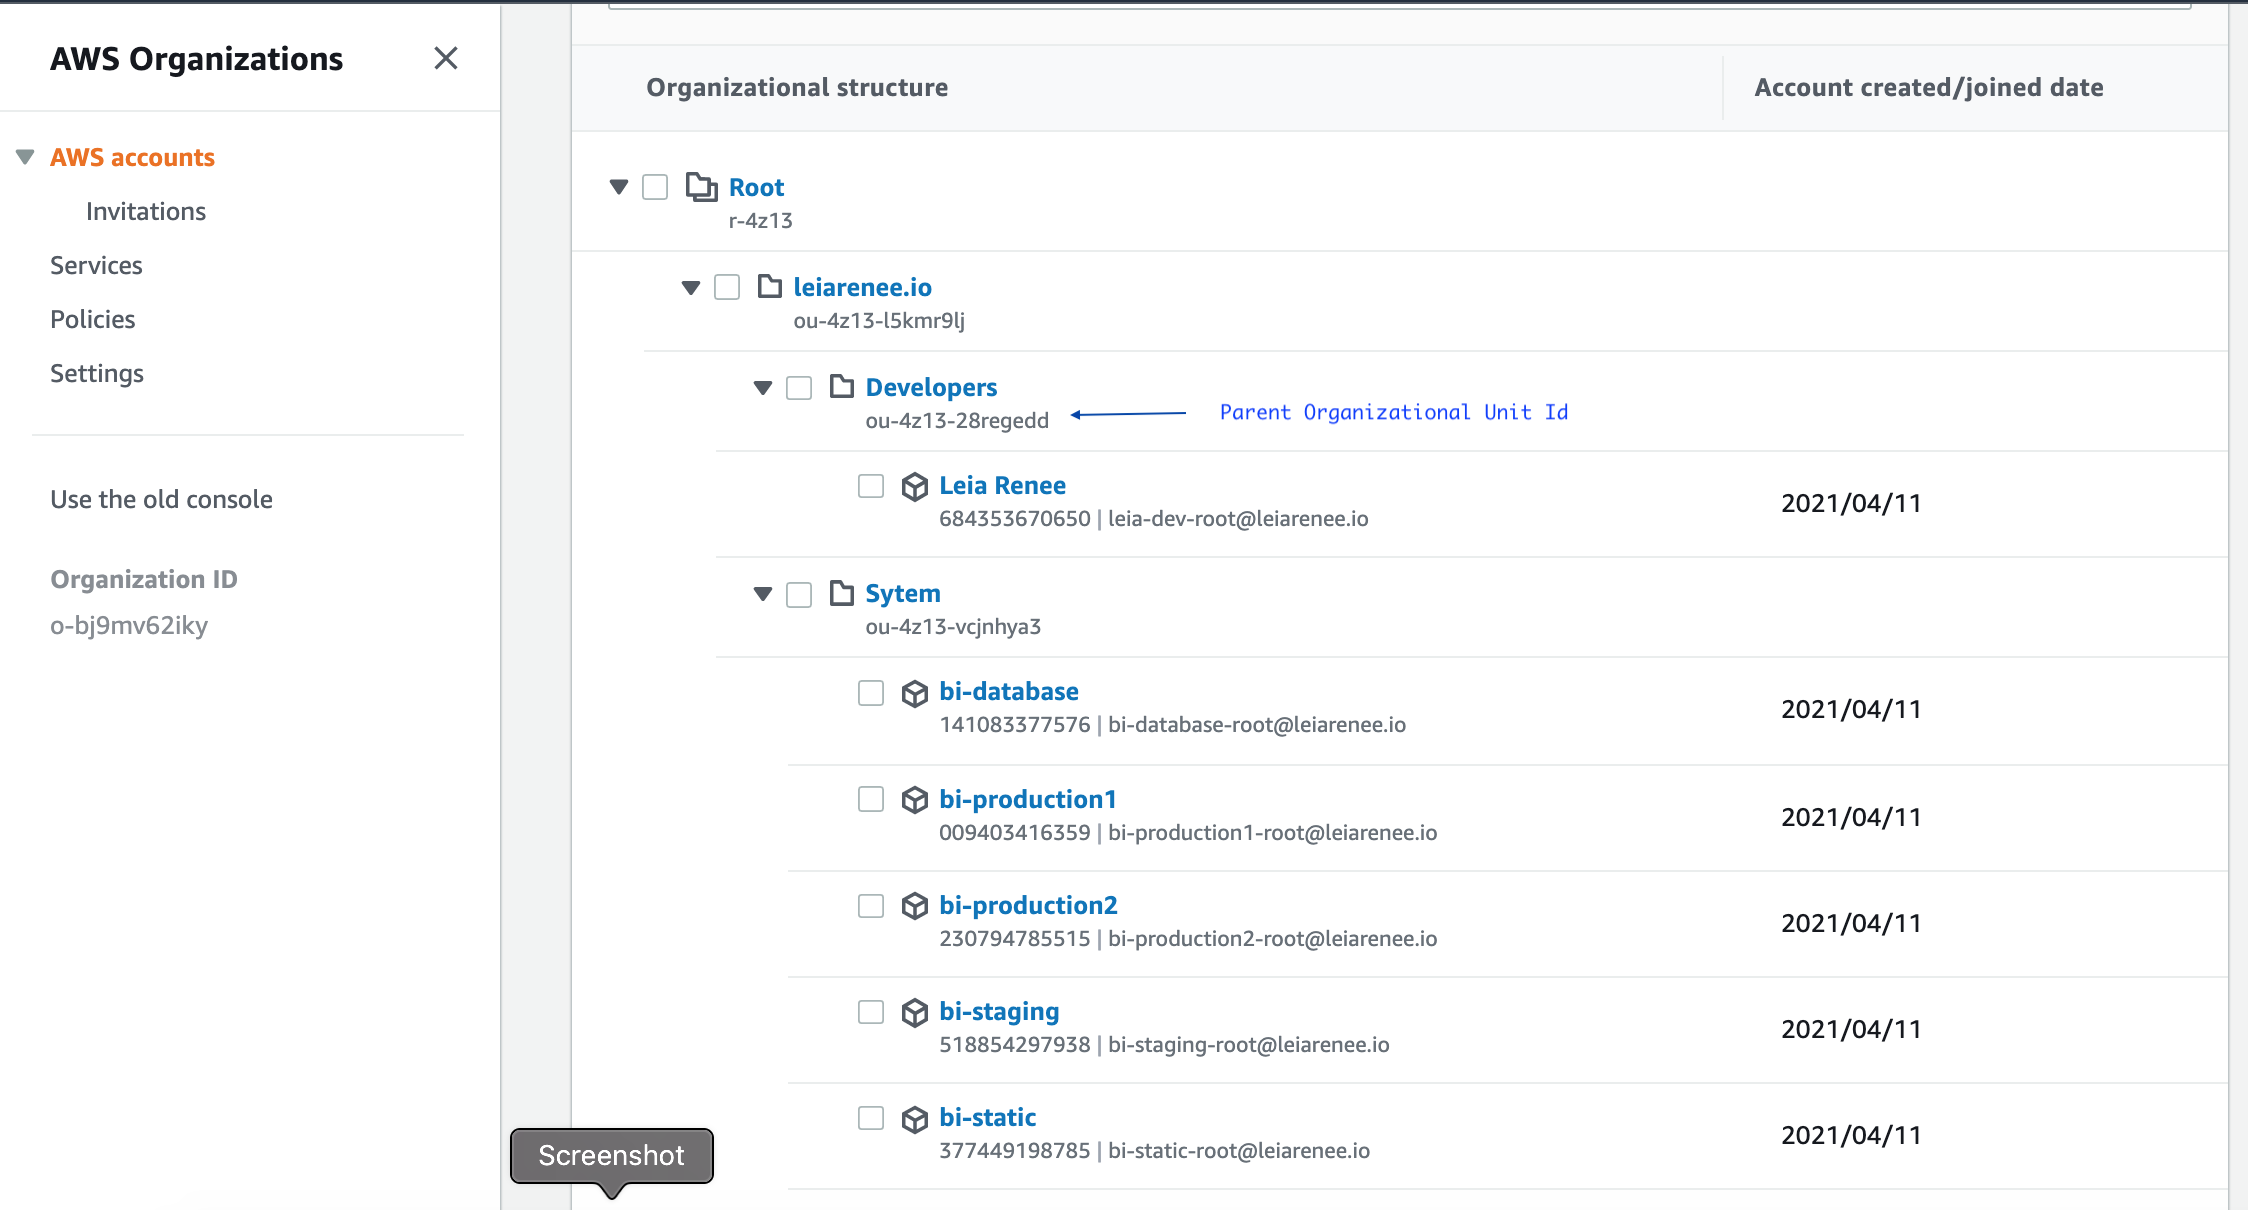 AWS Organizations
AWS accounts
Invitations
Services
Policies
Settings
Use the old console
Organization ID
o-bj9mv62iky
Organizational structure
Account created/joined date
Root
r-4z13
leiarenee.io
ou-4z13-l5kmr9lj
Developers
ou-4z13-28regedd
Parent Organizational Unit Id
Leia Renee
684353670650 | leia-dev-root@leiarenee.io
2021/04/11
Sytem
ou-4z13-vcjnhya3
bi-database
141083377576 | bi-database-root@leiarenee.io
2021/04/11
bi-production1
009403416359 | bi-production1-root@leiarenee.io
2021/04/11
bi-production2
230794785515 | bi-production2-root@leiarenee.io
2021/04/11
bi-staging
518854297938 | bi-staging-root@leiarenee.io
2021/04/11
bi-static
377449198785 | bi-static-root@leiarenee.io
2021/04/11
Screenshot